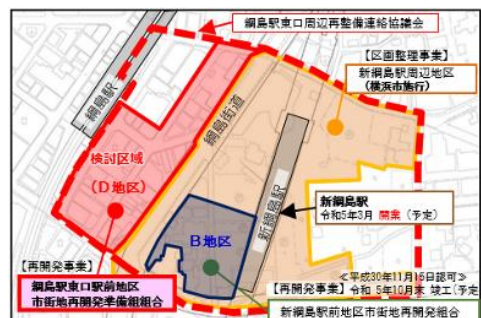 綱島駅東口周辺再整備連絡協議会
【区画整理事業】
新綱島駅周辺地区
(横浜市施行)
綱島駅
綱島街道
検討区域
(D地区)
新綱島駅
令和5年3月 開業(予定)
新綱島駅
B地区
【再開発事業】
綱島駅東口駅前地区
市街地再開発準備組合
≪平成30年11月15日認可≫
【再開発事業】令和 5年10月末 竣工(予定
新綱島駅前地区市街地再開発組合